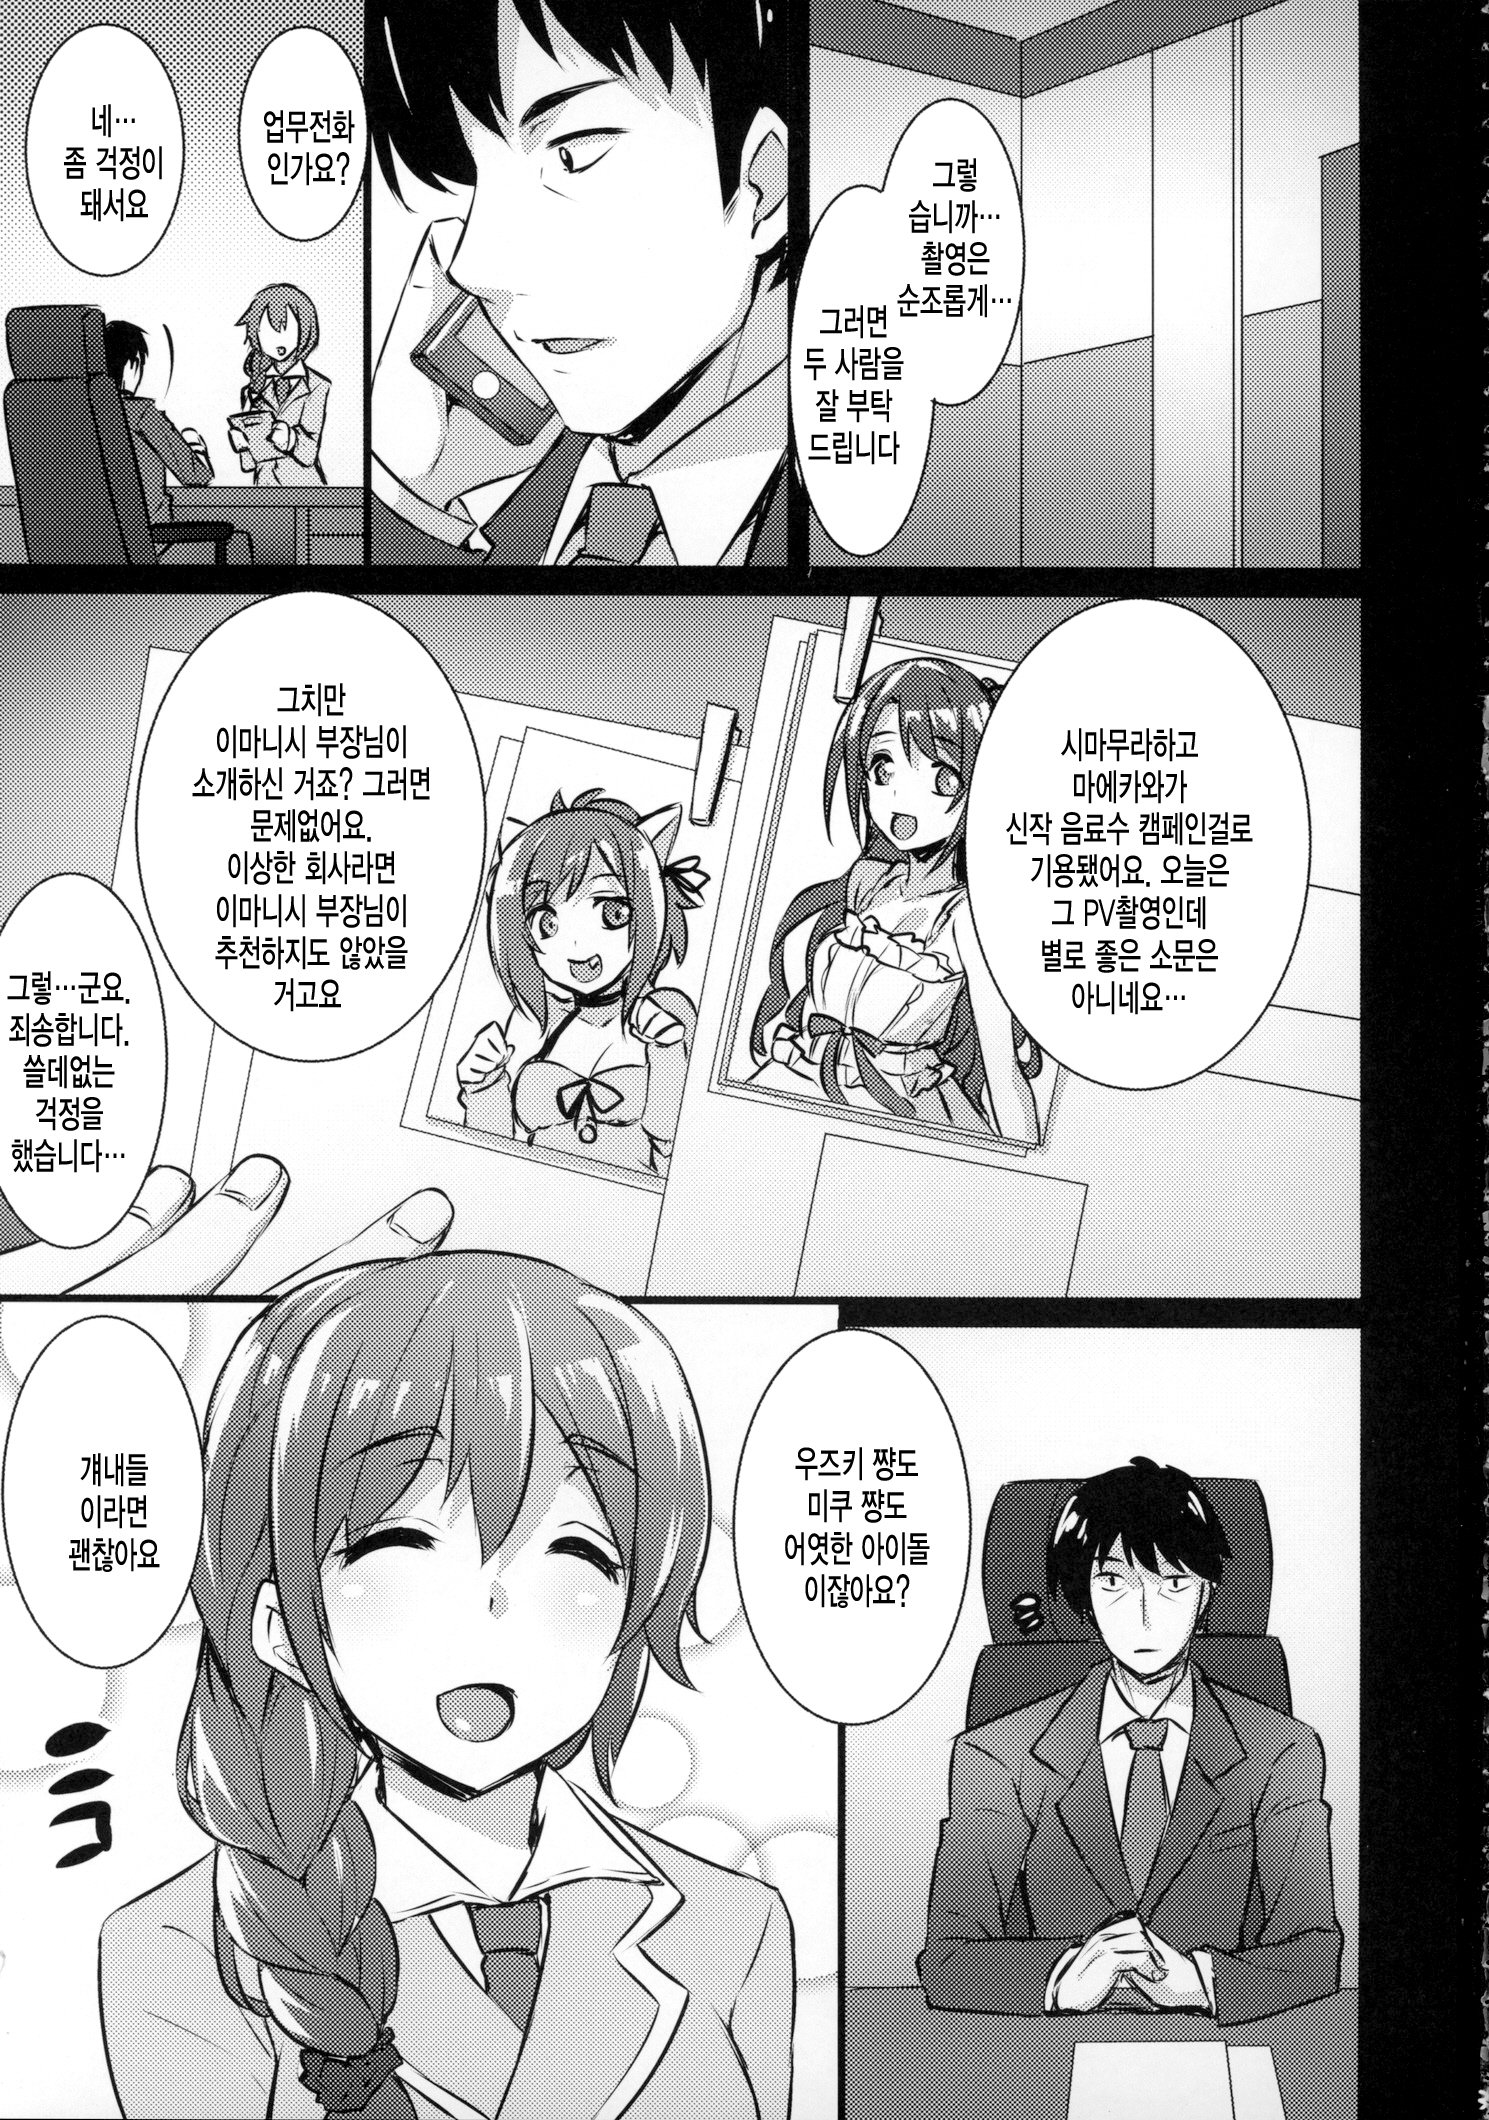 그렇
습니까…
촬영은
순조롭게…
그러면
두 사람을
잘 부탁
드립니다
업무전화
인가요?
네…
좀 걱정이
돼서요
시마무라하고
마에카와가
신작 음료수 캠페인걸로
기용됐어요. 오늘은
그 PV촬영인데
별로 좋은 소문은
아니네요…
그치만
이마니시 부장님이
소개하신 거죠? 그러면
문제없어요.
이상한 회사라면
이마니시 부장님이
추천하지도 않았을
거고요
그렇…군요.
죄송합니다.
쓸데없는
걱정을
했습니다…
우즈키 쨩도
미쿠 쨩도
어엿한 아이돌
이잖아요?
걔내들
이라면
괜찮아요